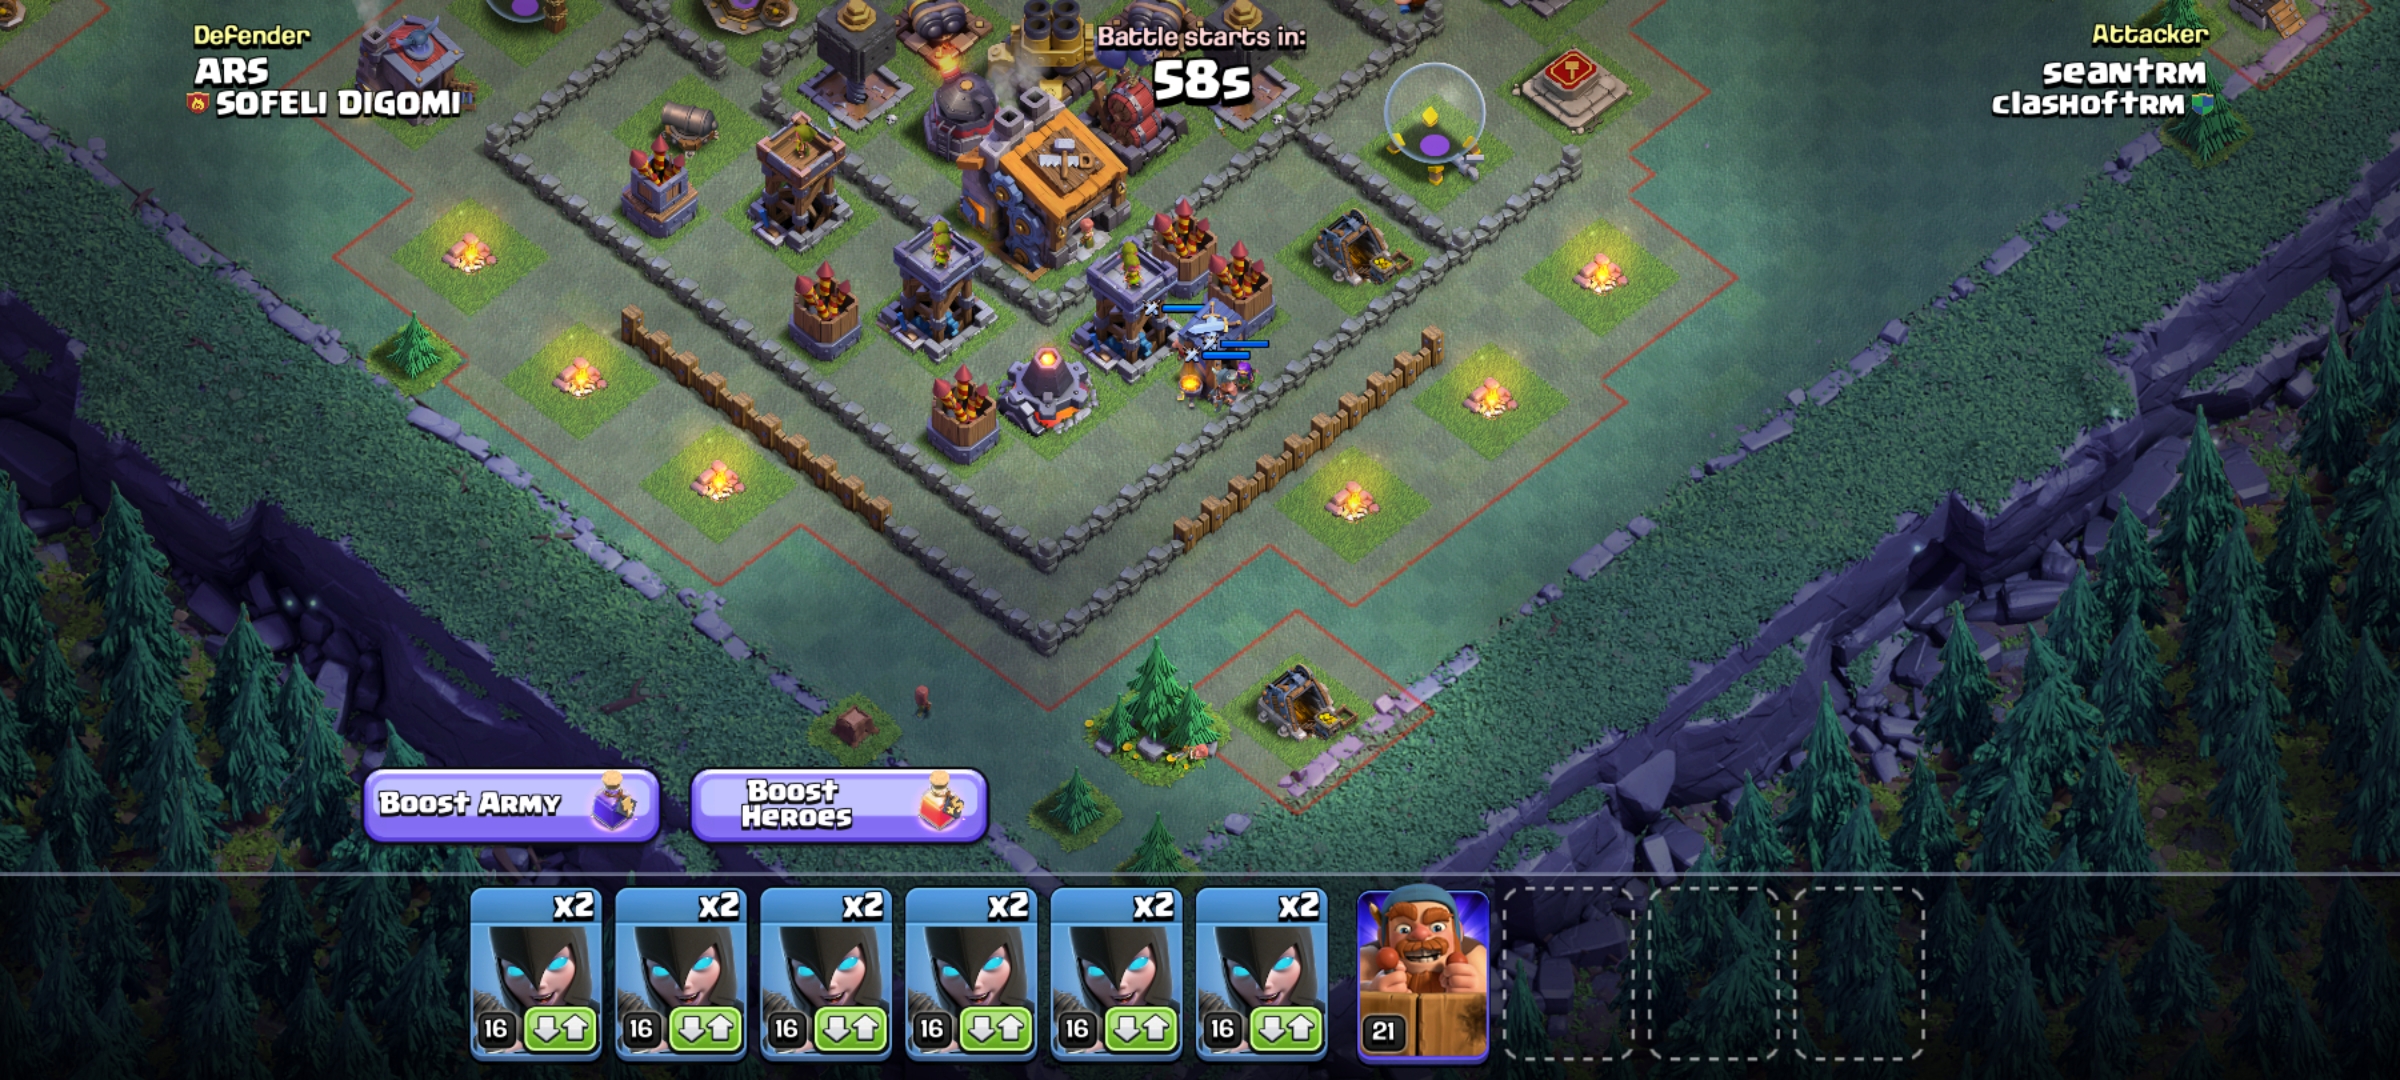 Defender
ARS
SOFELI DIGOMI
Battle starts in:
58s
Attacker
seantRM
clashoftRM
Boost Army
Boost
Heroes
x2
x2
x2
x2
x2
x2
16
16
16
16
16
16
21